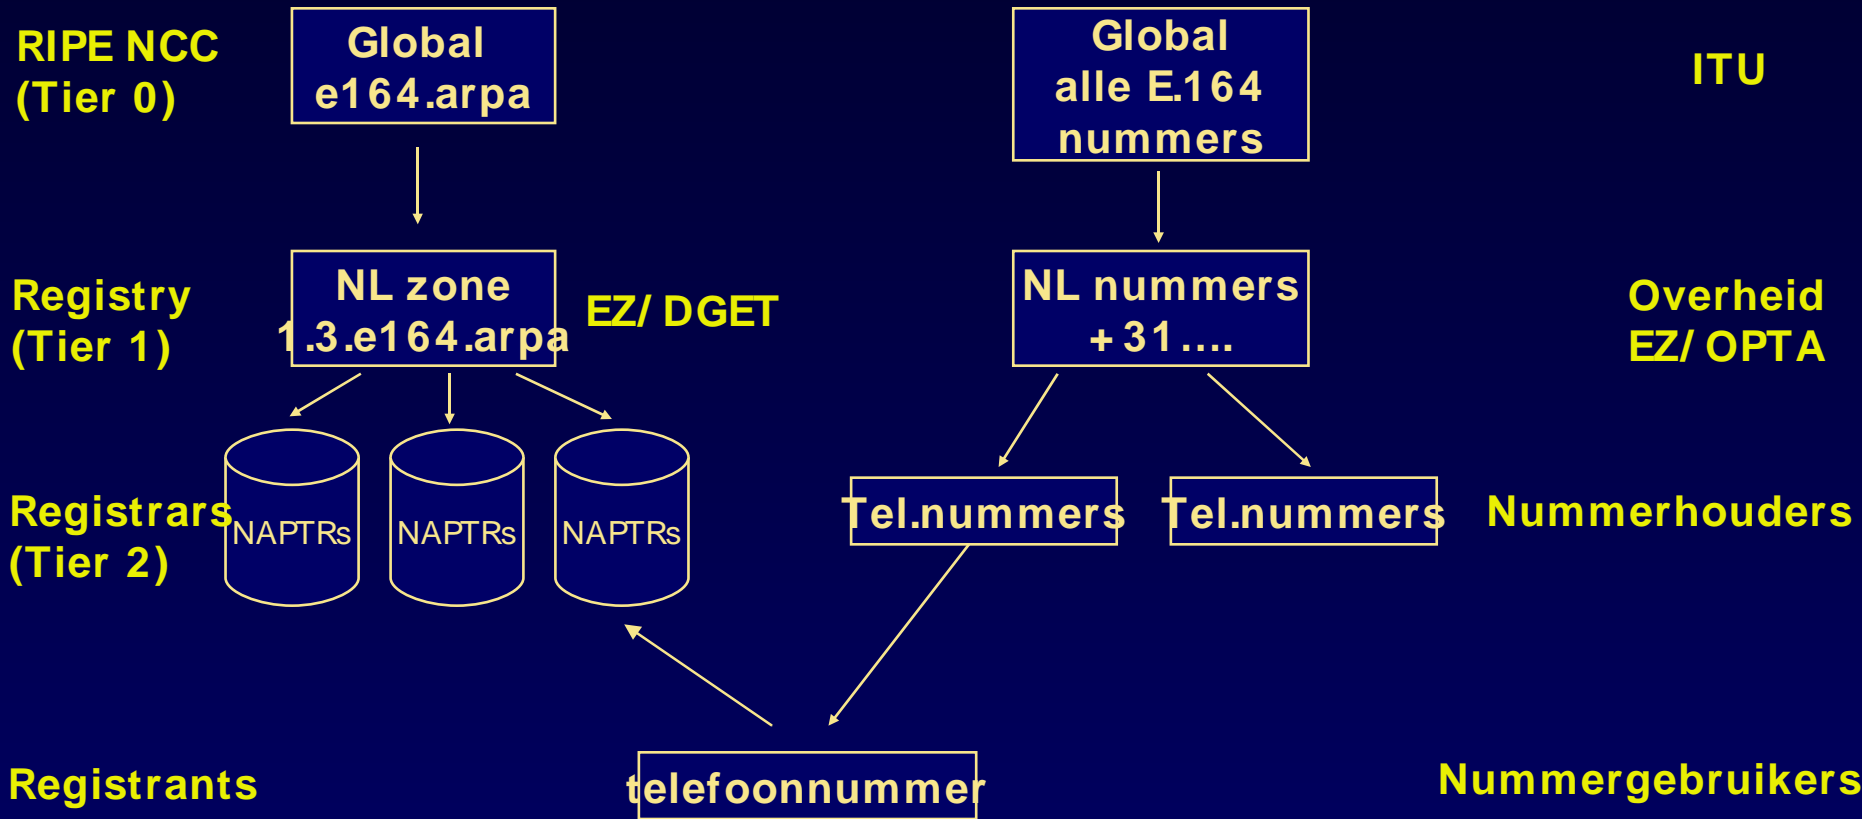 RIPE NCC
(Tier 0)
Global
e164.arpa
Global
alle E.164
nummers
ITU
Registry
(Tier 1)
NL zone
1.3.e164.arpa
EZ/ DGET
NL nummers
+31....
Overheid
EZ/ OPTA
Registrars
(Tier 2)
NAPTRs
NAPTRs
NAPTRs
Tel.nummers
Tel.nummers
Nummerhouders
Registrants
telefoonnummer
Nummergebruikers